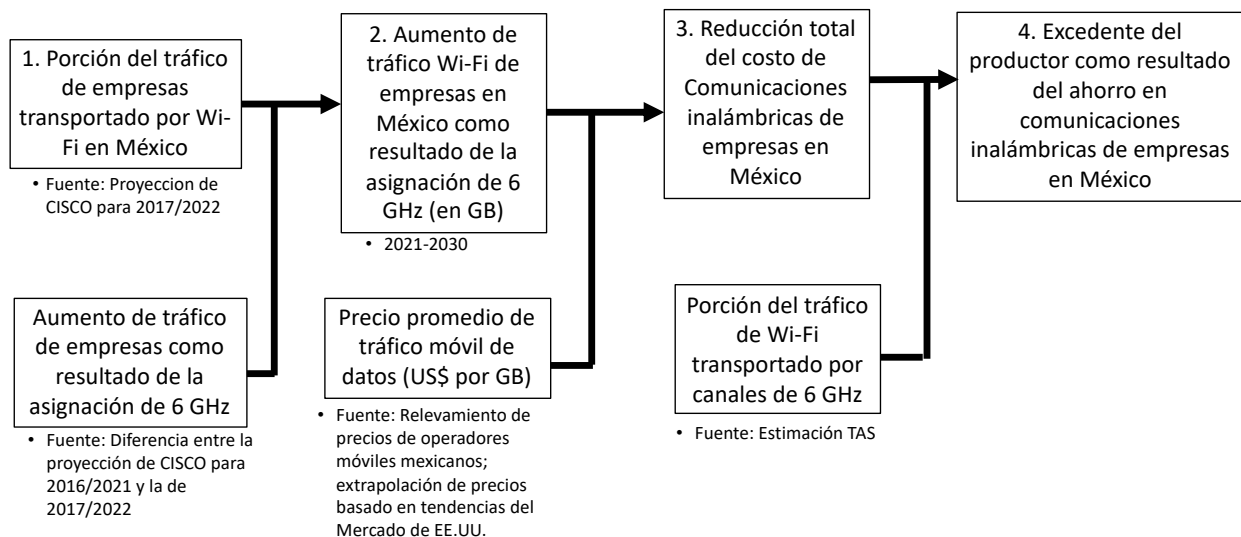 1. Porción del tráfico
de empresas
transportado por Wi-
Fi en México
• Fuente: Proyeccion de
CISCO para 2017/2022
Aumento de tráfico
de empresas como
resultado de la
asignación de 6 GHz
• Fuente: Diferencia entre la
proyección de CISCO para
2016/2021 y la de
2017/2022
2. Aumento de
tráfico Wi-Fi de
empresas en
México como
resultado de la
asignación de 6
GHz (en GB)
• 2021-2030
Precio promedio de
tráfico móvil de
datos (US$ por GB)
• Fuente: Relevamiento de
precios de operadores
móviles mexicanos;
extrapolación de precios
basado en tendencias del
Mercado de EE.UU.
3. Reducción total
del costo de
Comunicaciones
inalámbricas de
empresas en
México
Porción del tráfico
de Wi-Fi
transportado por
canales de 6 GHz
• Fuente: Estimación TAS
4. Excedente del
productor como resultado
del ahorro en
comunicaciones
inalámbricas de empresas
en México